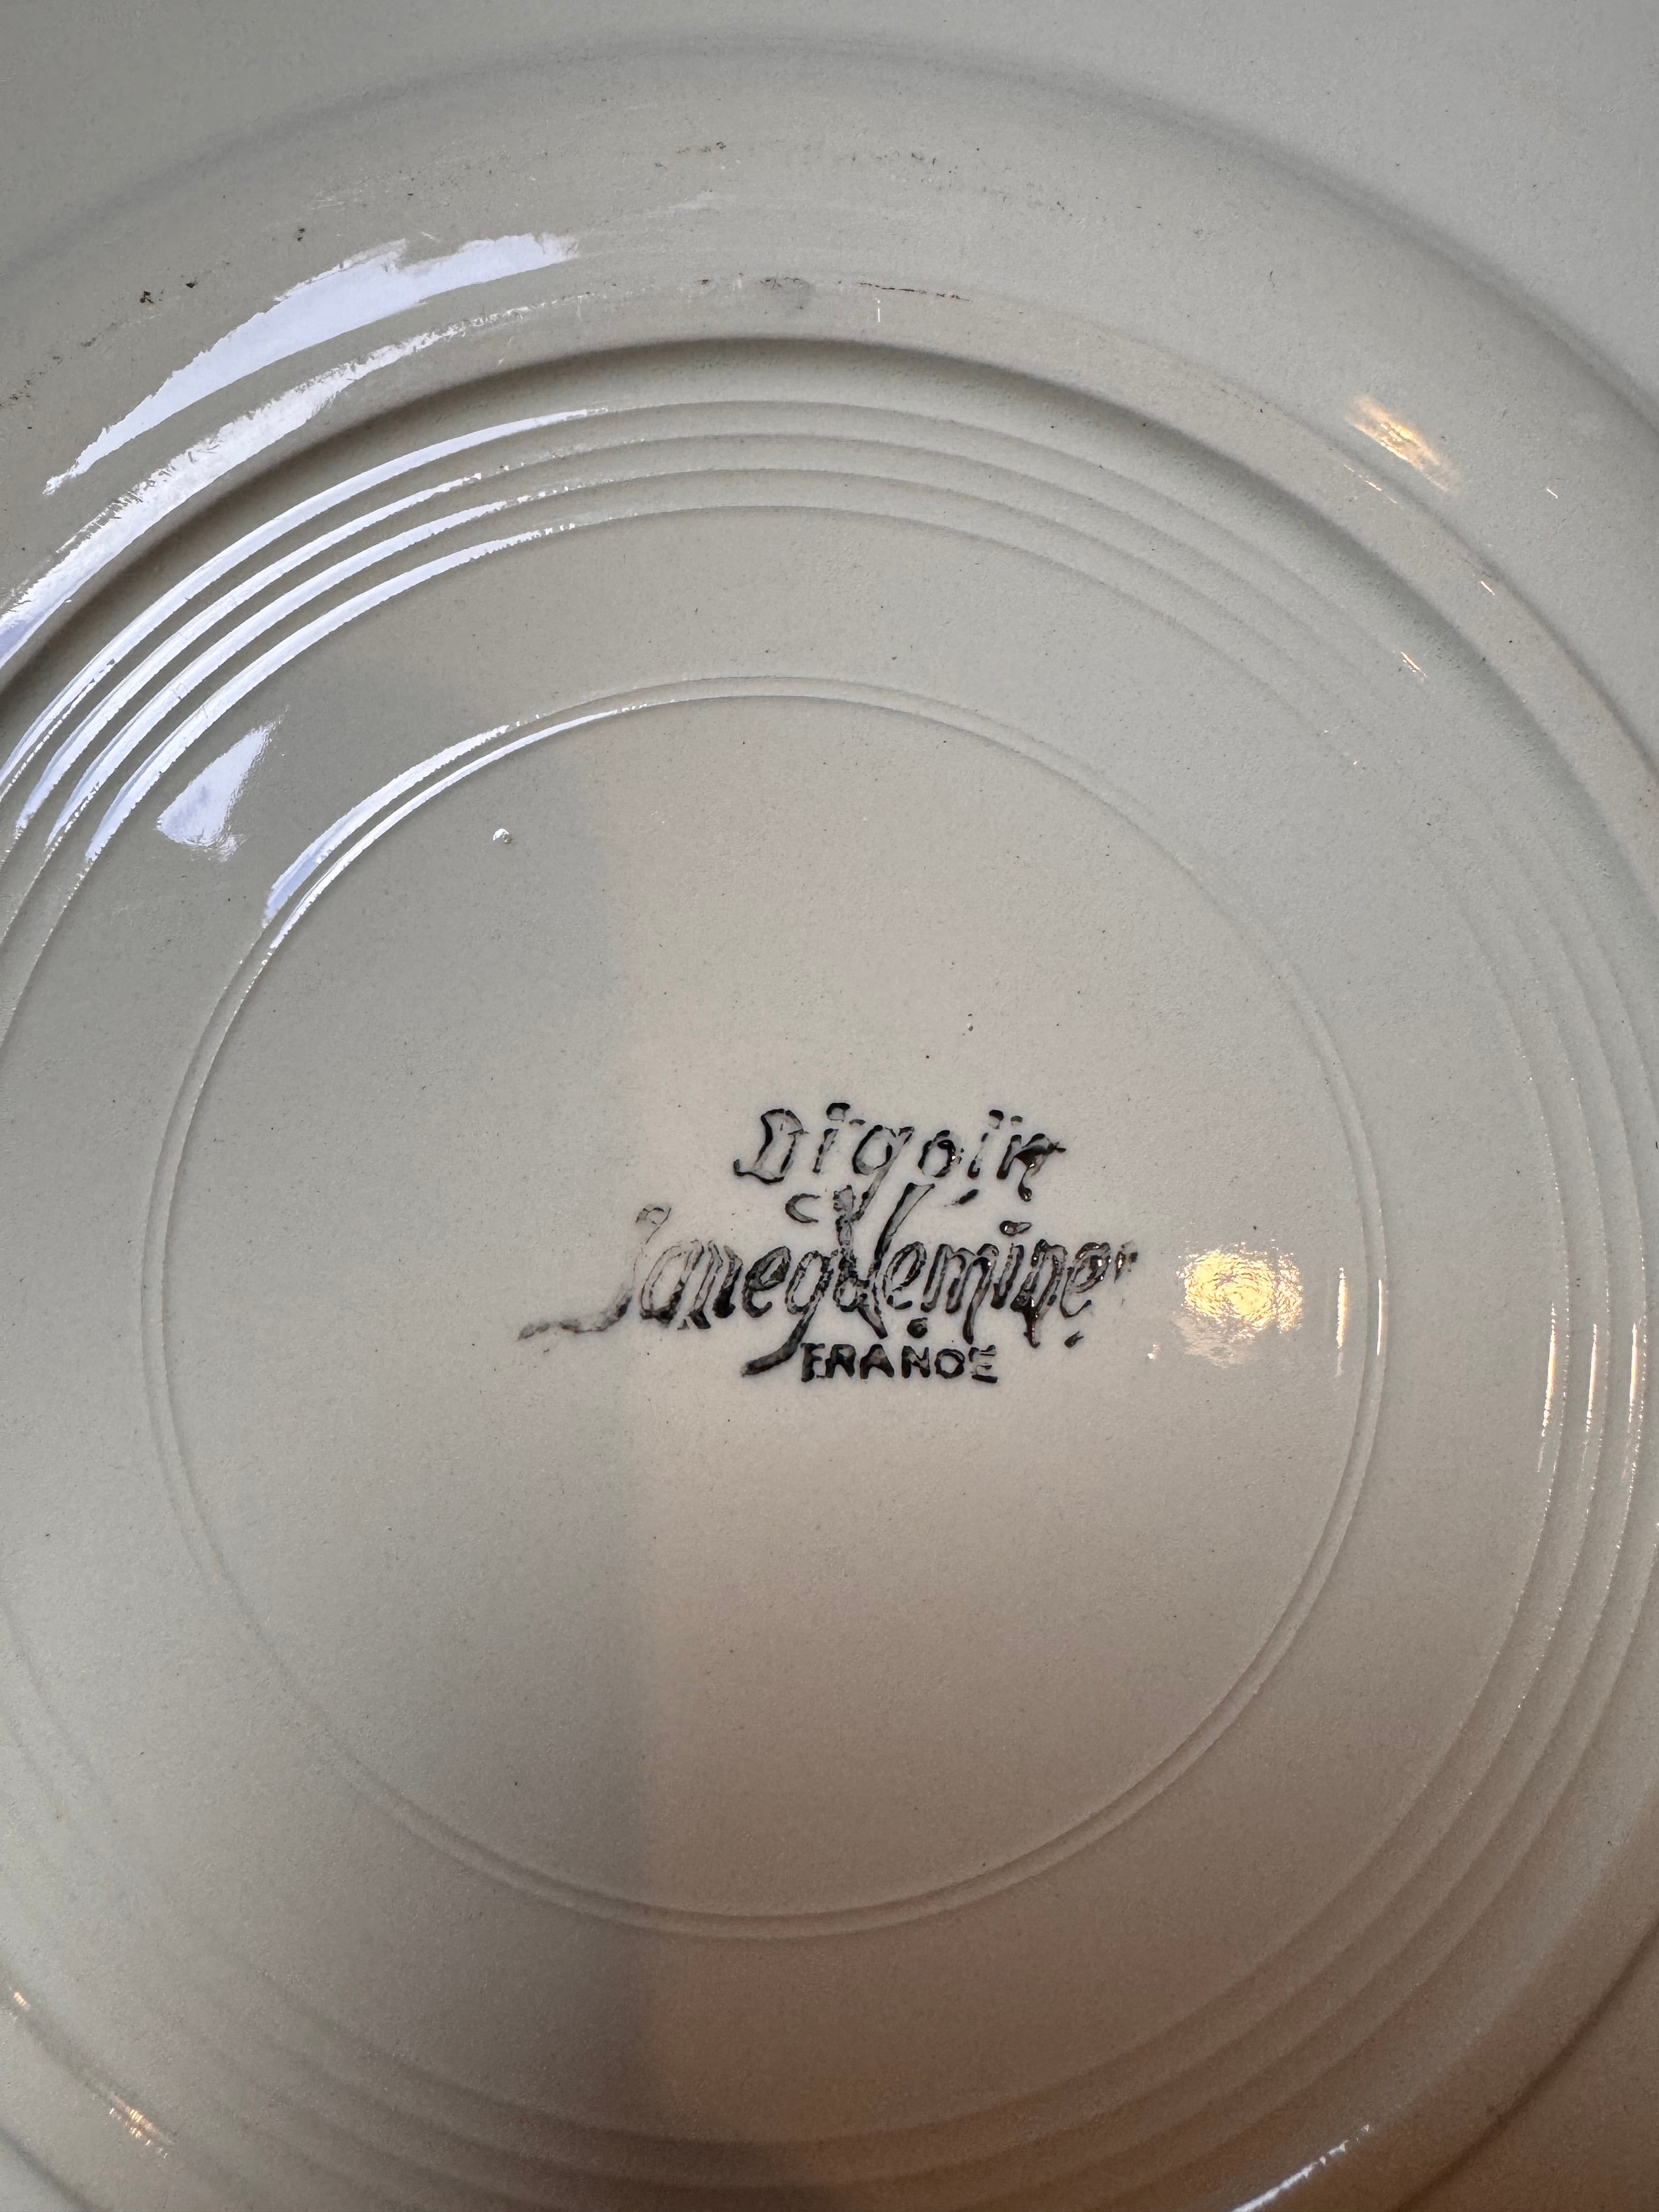 Digoin
&
Sarreguemines
FRANCE